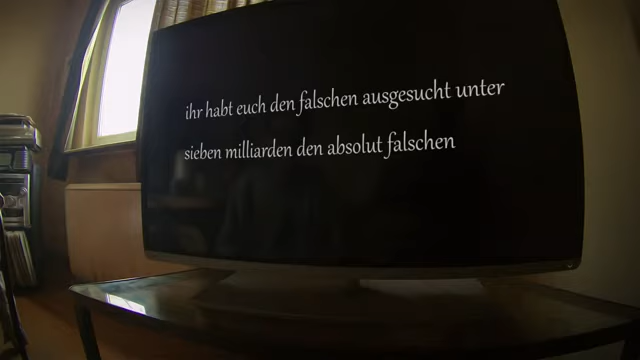 ihr habt euch den falschen ausgesucht unter
sieben milliarden den absolut falschen